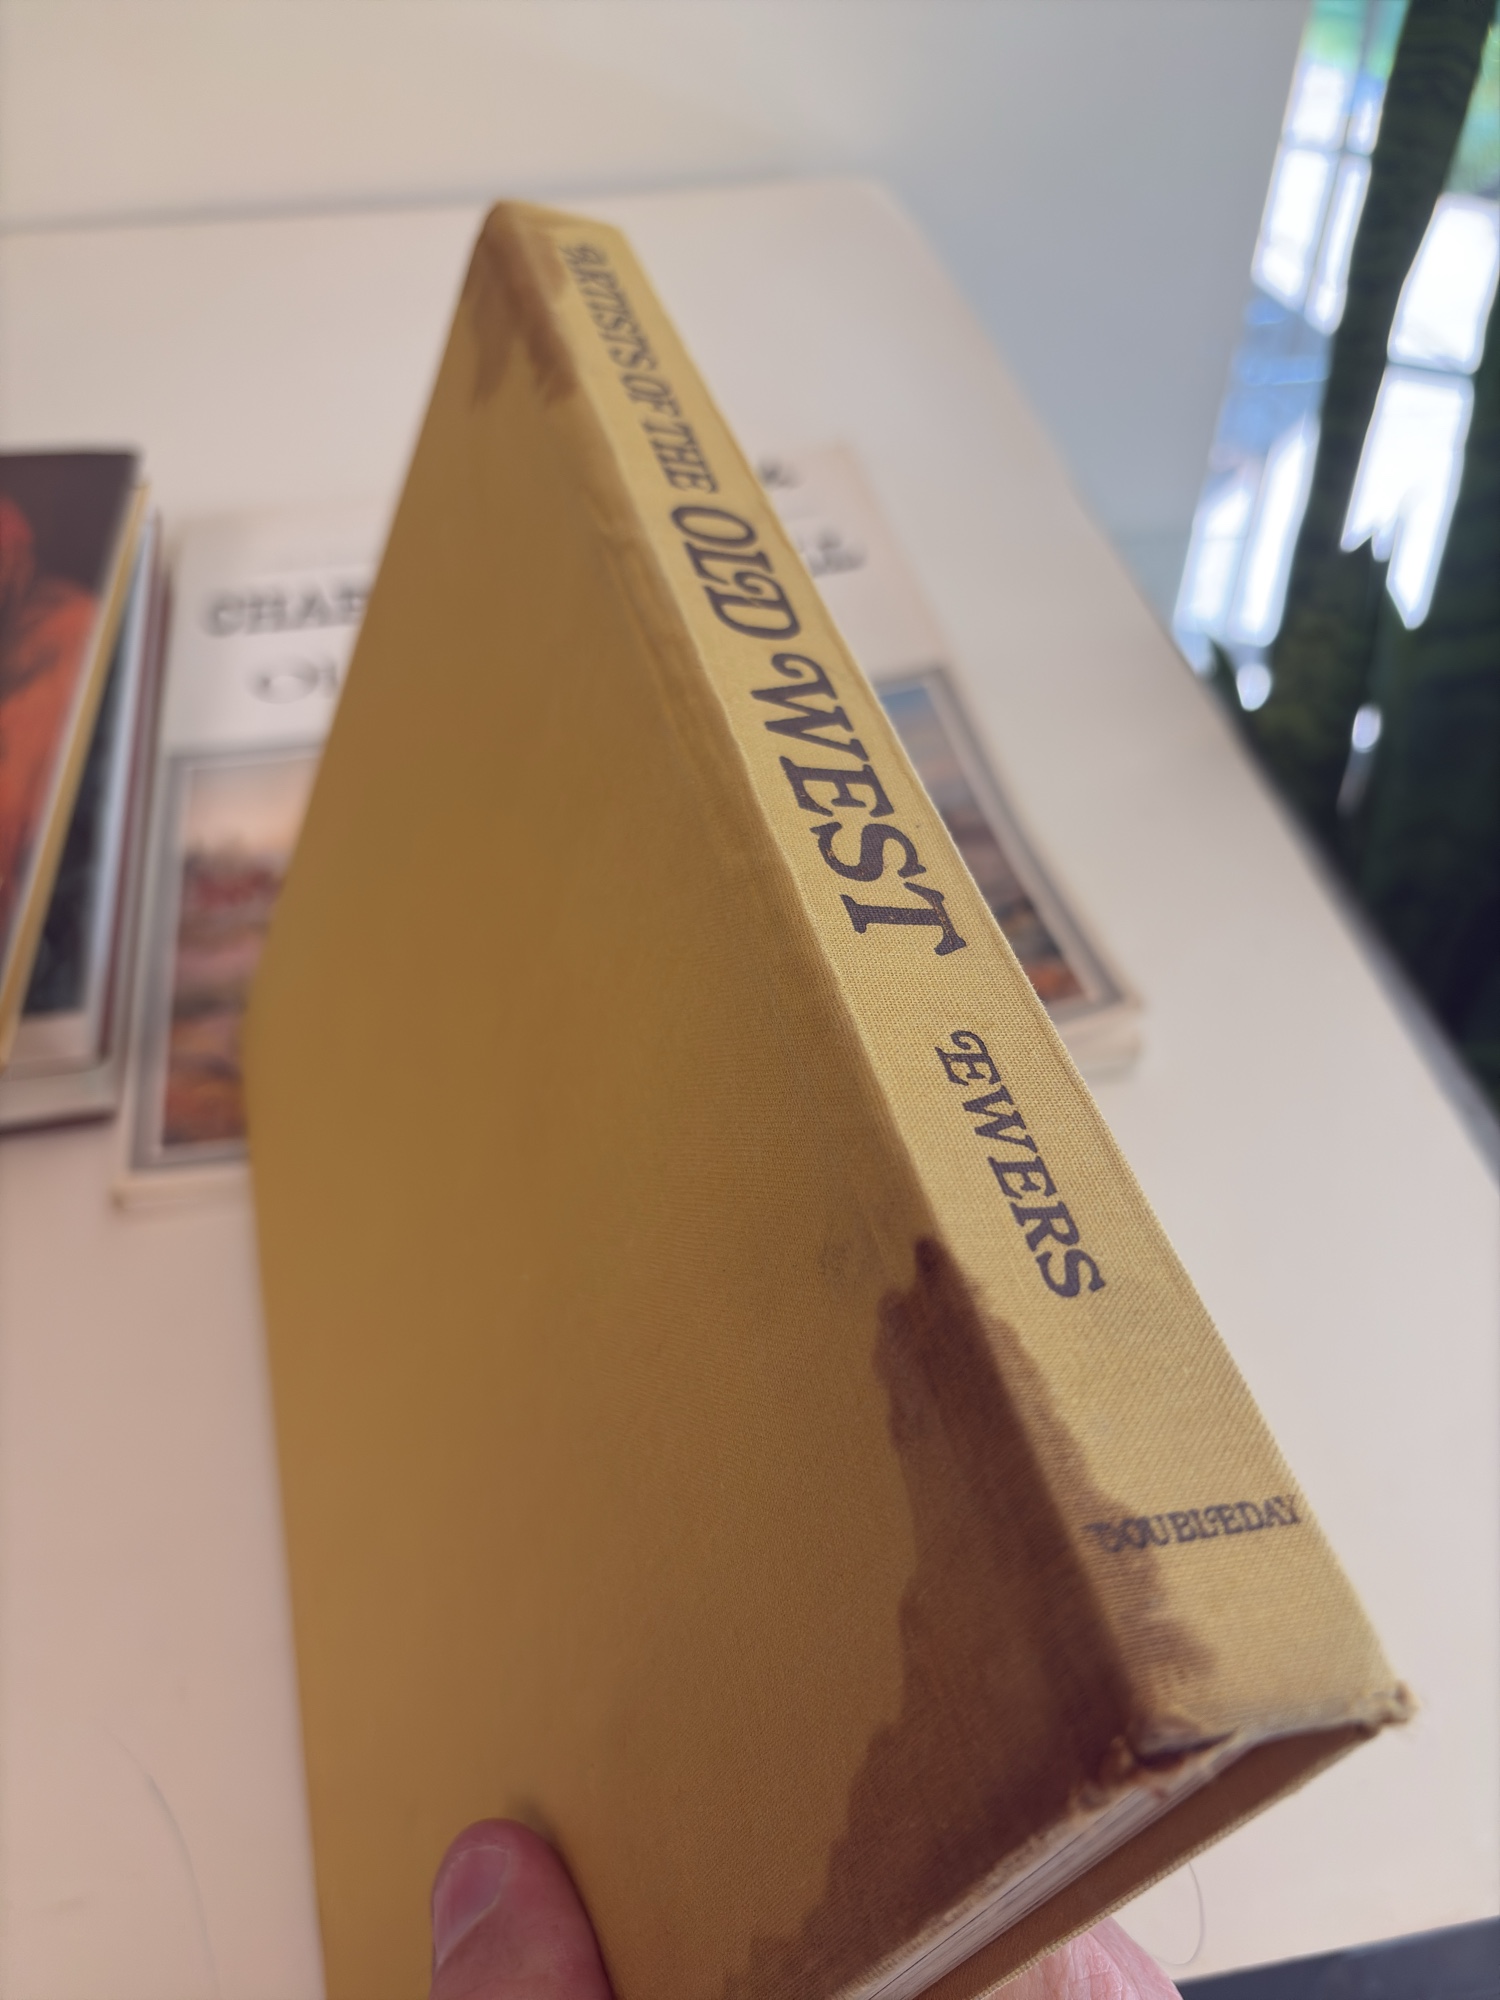 ARTISTS OF THE OLD WEST
EWERS
DOUBLEDAY